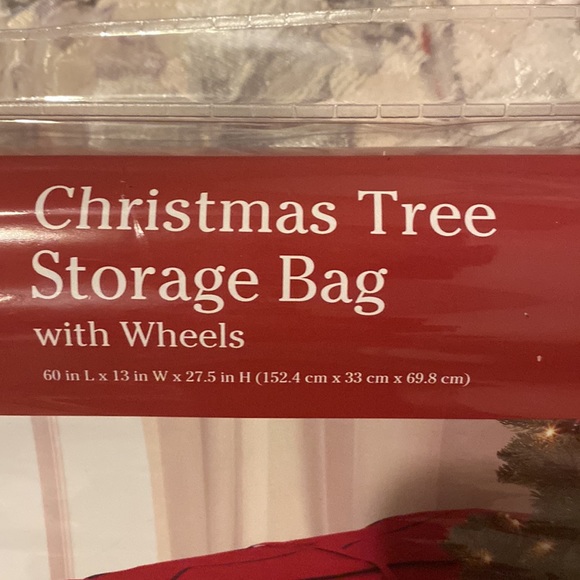 Christmas Tree
Storage Bag
with Wheels
60 in L x 13 in W x 27.5 in H (152.4 cm x 33 cm x 69.8 cm)